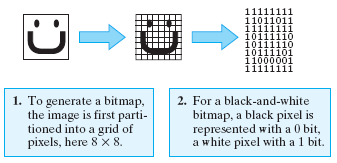 11111111
11011011
11111111
10111110
10111110
10111101
11000001
11111111
1. To generate a bitmap,
the image is first parti-
tioned into a grid of
pixels, here 8 × 8.
2. For a black-and-white
bitmap, a black pixel is
represented with a 0 bit,
a white pixel with a 1 bit.